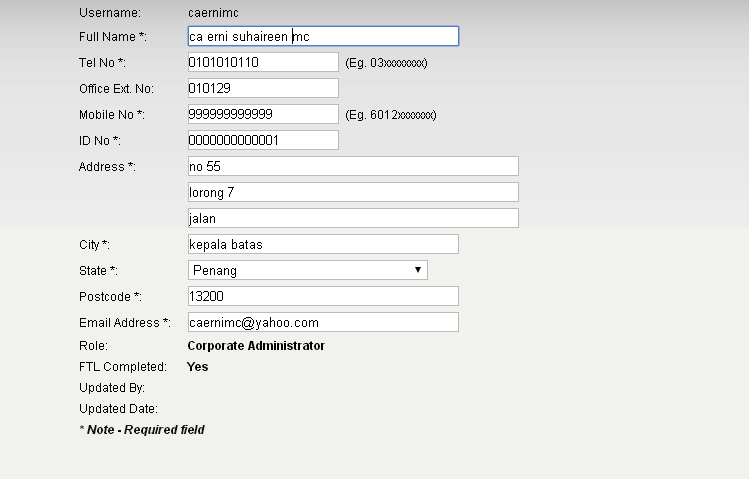 Username: caernimc
Full Name *: ca erni suhaireen mc
Tel No *: 0101010110 (Eg. 03xxxxxxxx)
Office Ext. No: 010129
Mobile No *: 999999999999 (Eg. 6012xxxxxxx)
ID No *: 0000000000001
Address *: no 55
lorong 7
jalan
City *: kepala batas
State *: Penang
Postcode *: 13200
Email Address *: caernimc@yahoo.com
Role: Corporate Administrator
FTL Completed: Yes
Updated By:
Updated Date:
* Note - Required field